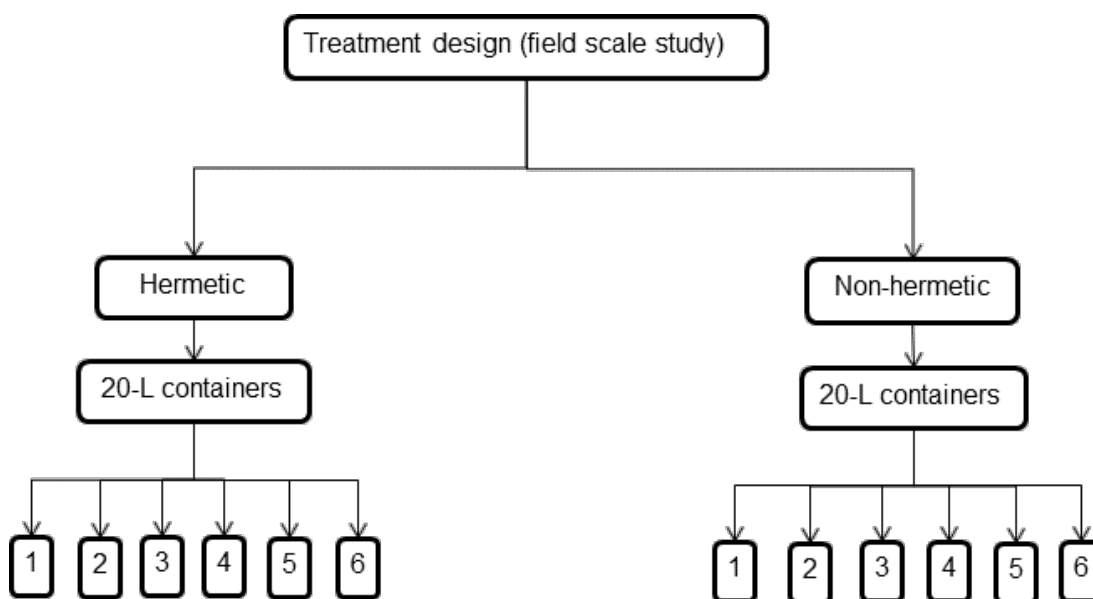 Treatment design (field scale study)
Hermetic
Non-hermetic
20-L containers
20-L containers
1 2 3 4 5 6
1 2 3 4 5 6